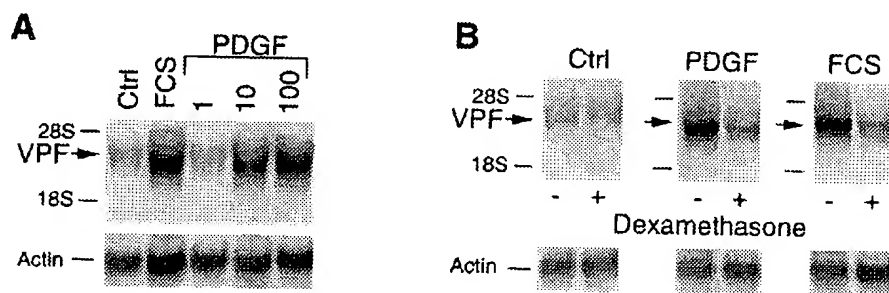 A
PDGF
Ctrl FCS 1 10 100
28S
VPF
18S
Actin
B
Ctrl PDGF FCS
28S
VPF
18S
- + - + - +
Dexamethasone
Actin